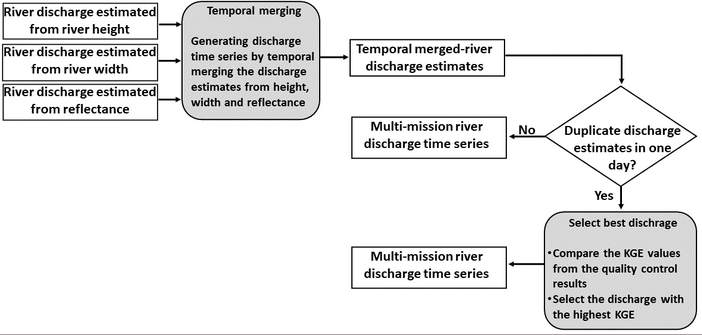 River discharge estimated
from river height
River discharge estimated
from river width
River discharge estimated
from reflectance
Temporal merging
Generating discharge
time series by temporal
merging the discharge
estimates from height,
width and reflectance
Temporal merged-river
discharge estimates
Duplicate discharge
estimates in one
day?
No
Multi-mission river
discharge time series
Yes
Select best dischrage
•Compare the KGE values
from the quality control
results
•Select the discharge with
the highest KGE
Multi-mission river
discharge time series